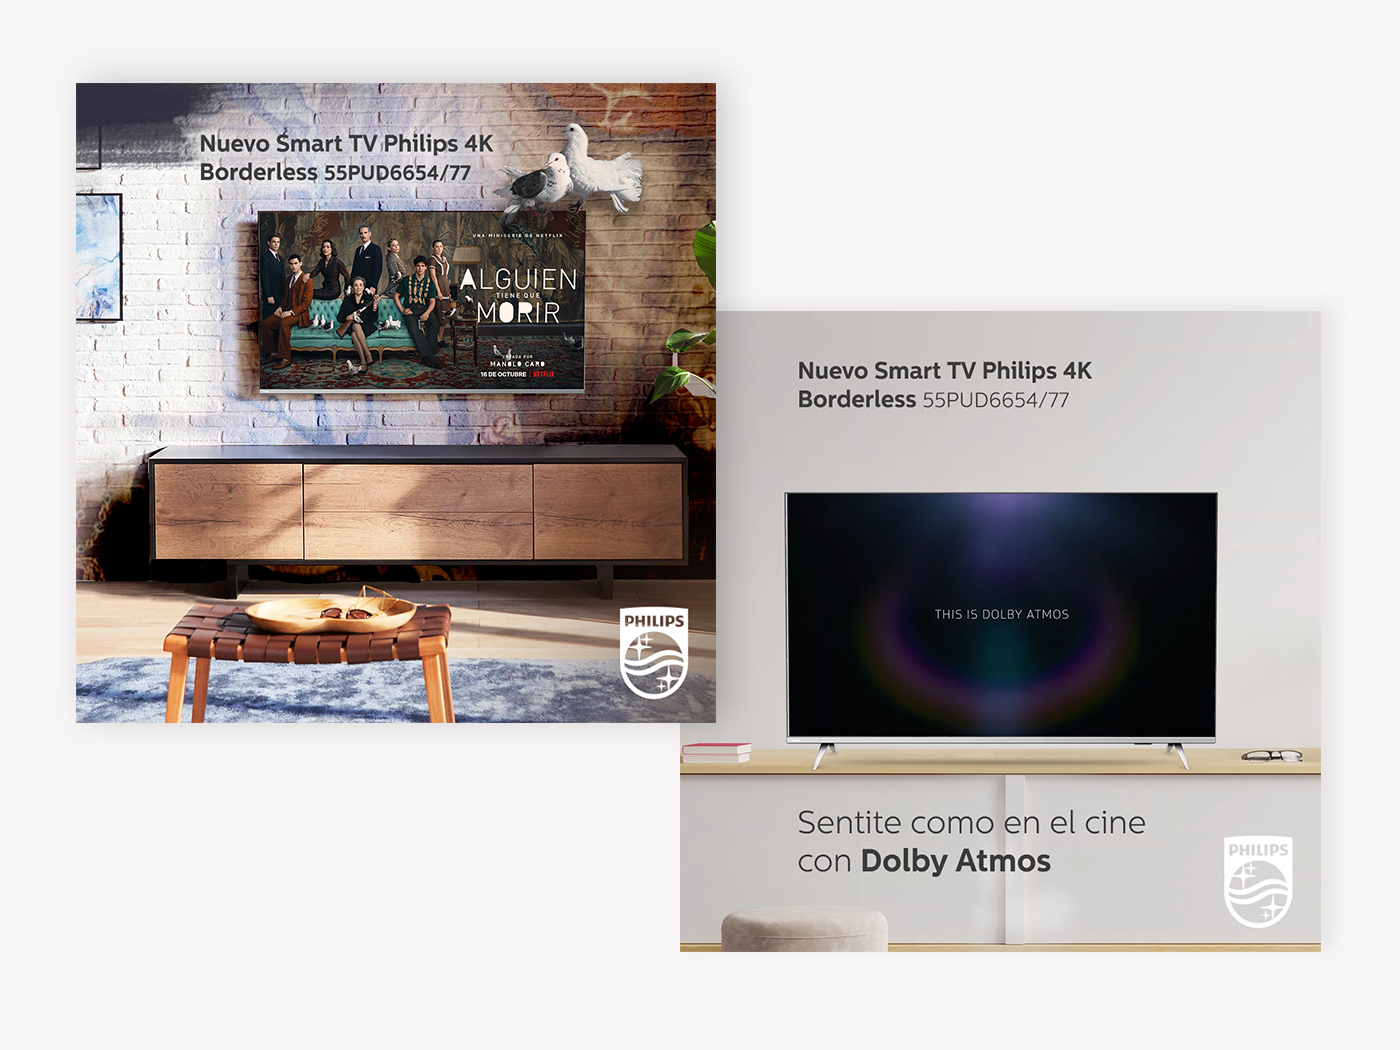 Nuevo Smart TV Philips 4K
Borderless 55PUD6654/77
UNA MINISERIE DE NETFLIX
ALGUIEN
TIENE QUE
MORIR
CREADA POR
MANOLO CARO
16 DE OCTUBRE | NETFLIX
PHILIPS
Nuevo Smart TV Philips 4K
Borderless 55PUD6654/77
THIS IS DOLBY ATMOS
Sentite como en el cine
con Dolby Atmos
PHILIPS